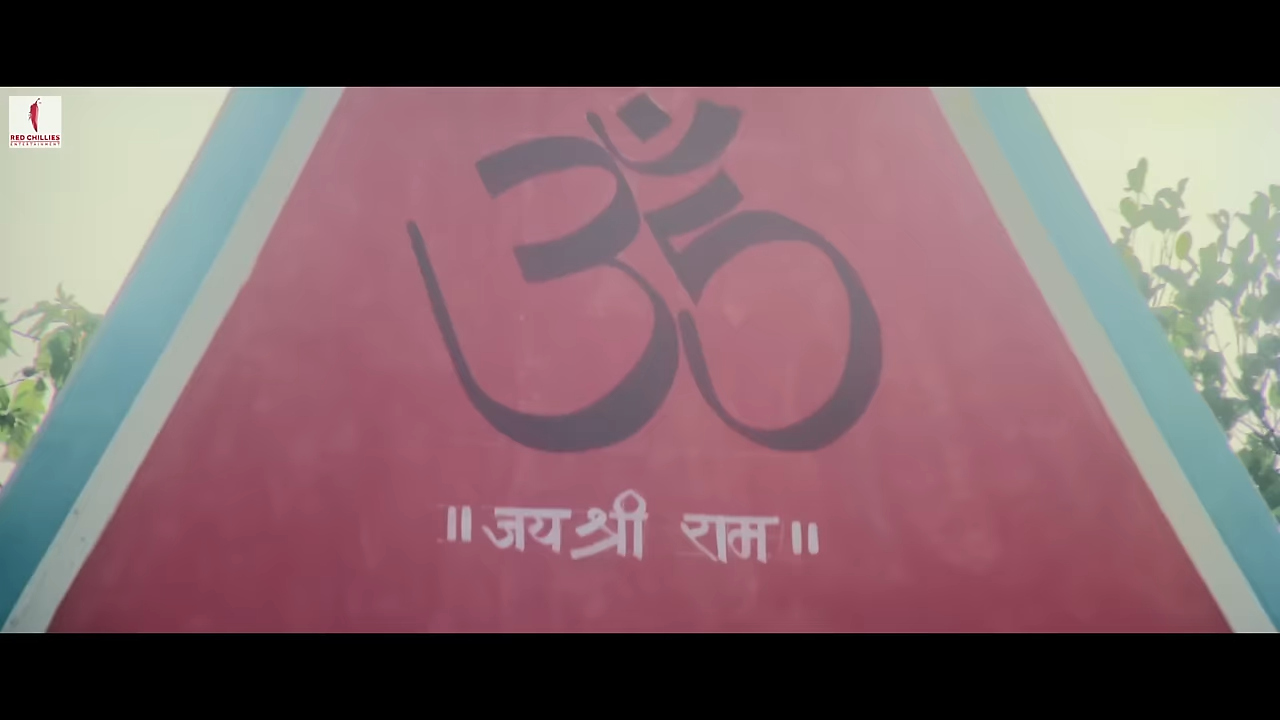 RED CHILLIES
ENTERTAINMENT
ॐ
॥ जय श्री राम ॥